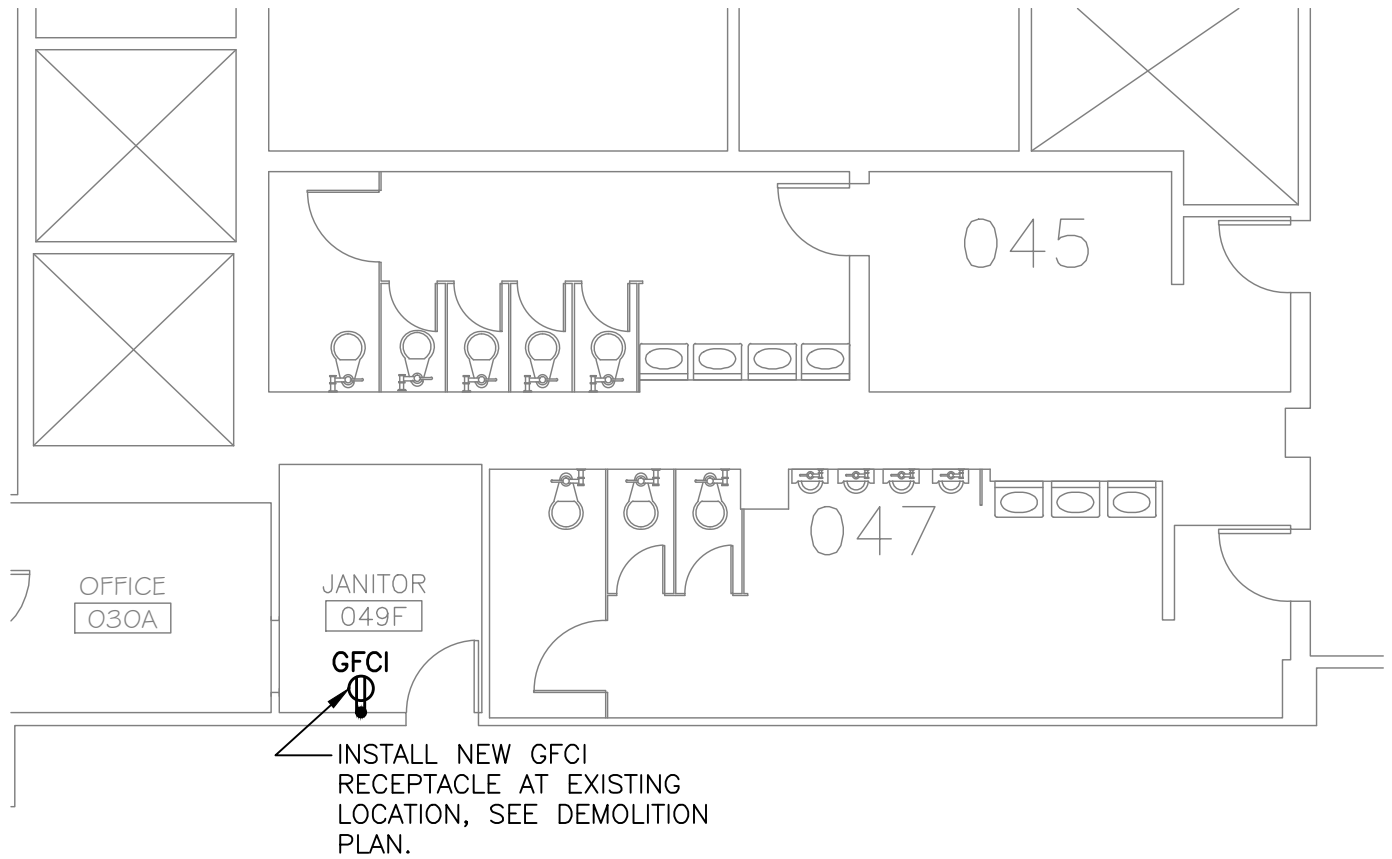 045
047
OFFICE
030A
JANITOR
049F
GFCI
INSTALL NEW GFCI
RECEPTACLE AT EXISTING
LOCATION, SEE DEMOLITION
PLAN.